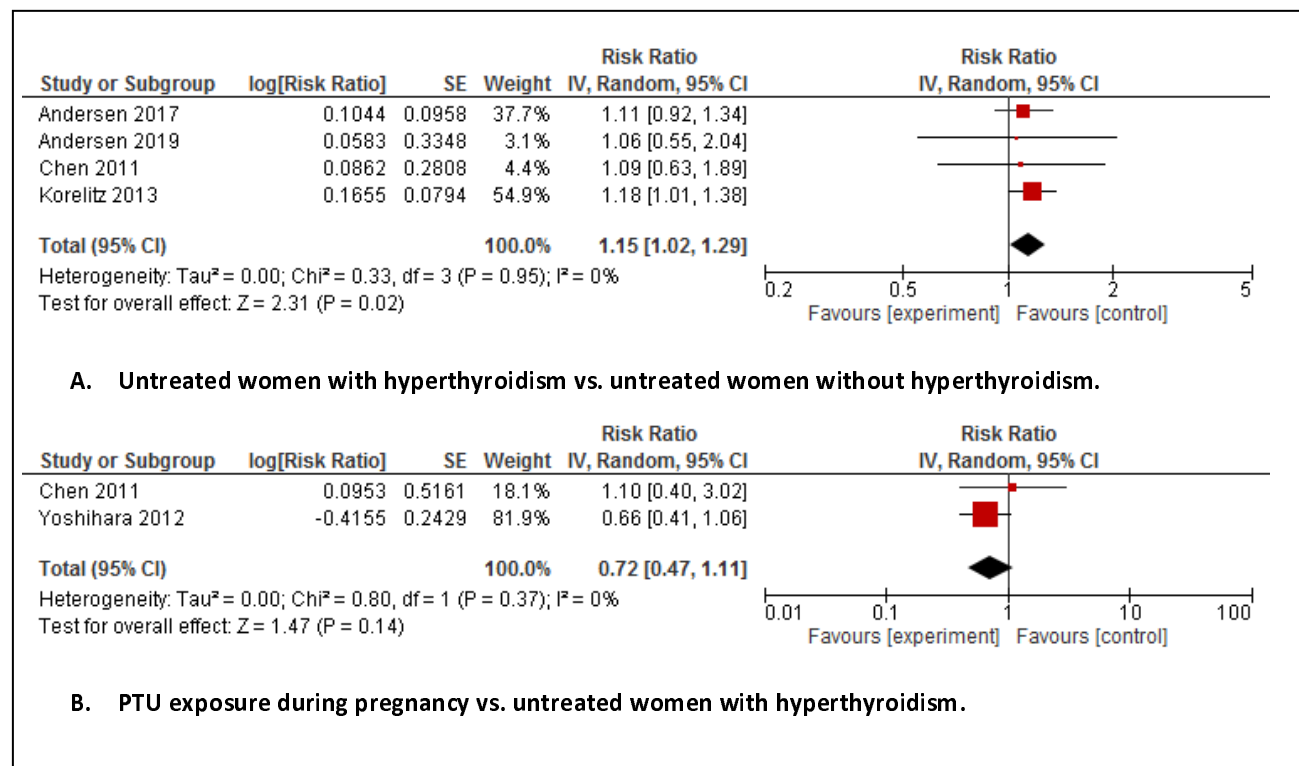 Risk Ratio Risk Ratio
Study or Subgroup log[Risk Ratio] SE Weight IV, Random, 95% CI IV, Random, 95% CI
Andersen 2017 0.1044 0.0958 37.7% 1.11 [0.92, 1.34]
Andersen 2019 0.0583 0.3348 3.1% 1.06 [0.55, 2.04]
Chen 2011 0.0862 0.2808 4.4% 1.09 [0.63, 1.89]
Korelitz 2013 0.1655 0.0794 54.9% 1.18 [1.01, 1.38]
Total (95% CI) 100.0% 1.15 [1.02, 1.29]
Heterogeneity: Tau² = 0.00; Chi² = 0.33, df = 3 (P = 0.95); I² = 0%
Test for overall effect: Z = 2.31 (P = 0.02)
0.2 0.5 1 2 5
Favours [experiment] Favours [control]
A. Untreated women with hyperthyroidism vs. untreated women without hyperthyroidism.
Risk Ratio Risk Ratio
Study or Subgroup log[Risk Ratio] SE Weight IV, Random, 95% CI IV, Random, 95% CI
Chen 2011 0.0953 0.5161 18.1% 1.10 [0.40, 3.02]
Yoshihara 2012 -0.4155 0.2429 81.9% 0.66 [0.41, 1.06]
Total (95% CI) 100.0% 0.72 [0.47, 1.11]
Heterogeneity: Tau² = 0.00; Chi² = 0.80, df = 1 (P = 0.37); I² = 0%
Test for overall effect: Z = 1.47 (P = 0.14)
0.01 0.1 1 10 100
Favours [experiment] Favours [control]
B. PTU exposure during pregnancy vs. untreated women with hyperthyroidism.